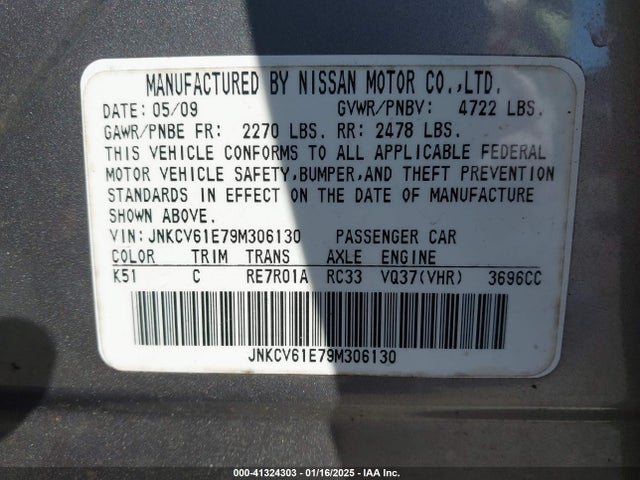 MANUFACTURED BY NISSAN MOTOR CO.,LTD.
DATE: 05/09 GVWR/PNBV: 4722 LBS.
GAWR/PNBE FR: 2270 LBS. RR: 2478 LBS.
THIS VEHICLE CONFORMS TO ALL APPLICABLE FEDERAL
MOTOR VEHICLE SAFETY,BUMPER,AND THEFT PREVENTION
STANDARDS IN EFFECT ON THE DATE OF MANUFACTURE
SHOWN ABOVE.
VIN:JNKCV61E79M306130 PASSENGER CAR
COLOR TRIM TRANS AXLE ENGINE
K51 C RE7R01A RC33 VQ37(VHR) 3696CC
JNKCV61E79M306130
000-41324303 - 01/16/2025 - IAA Inc.